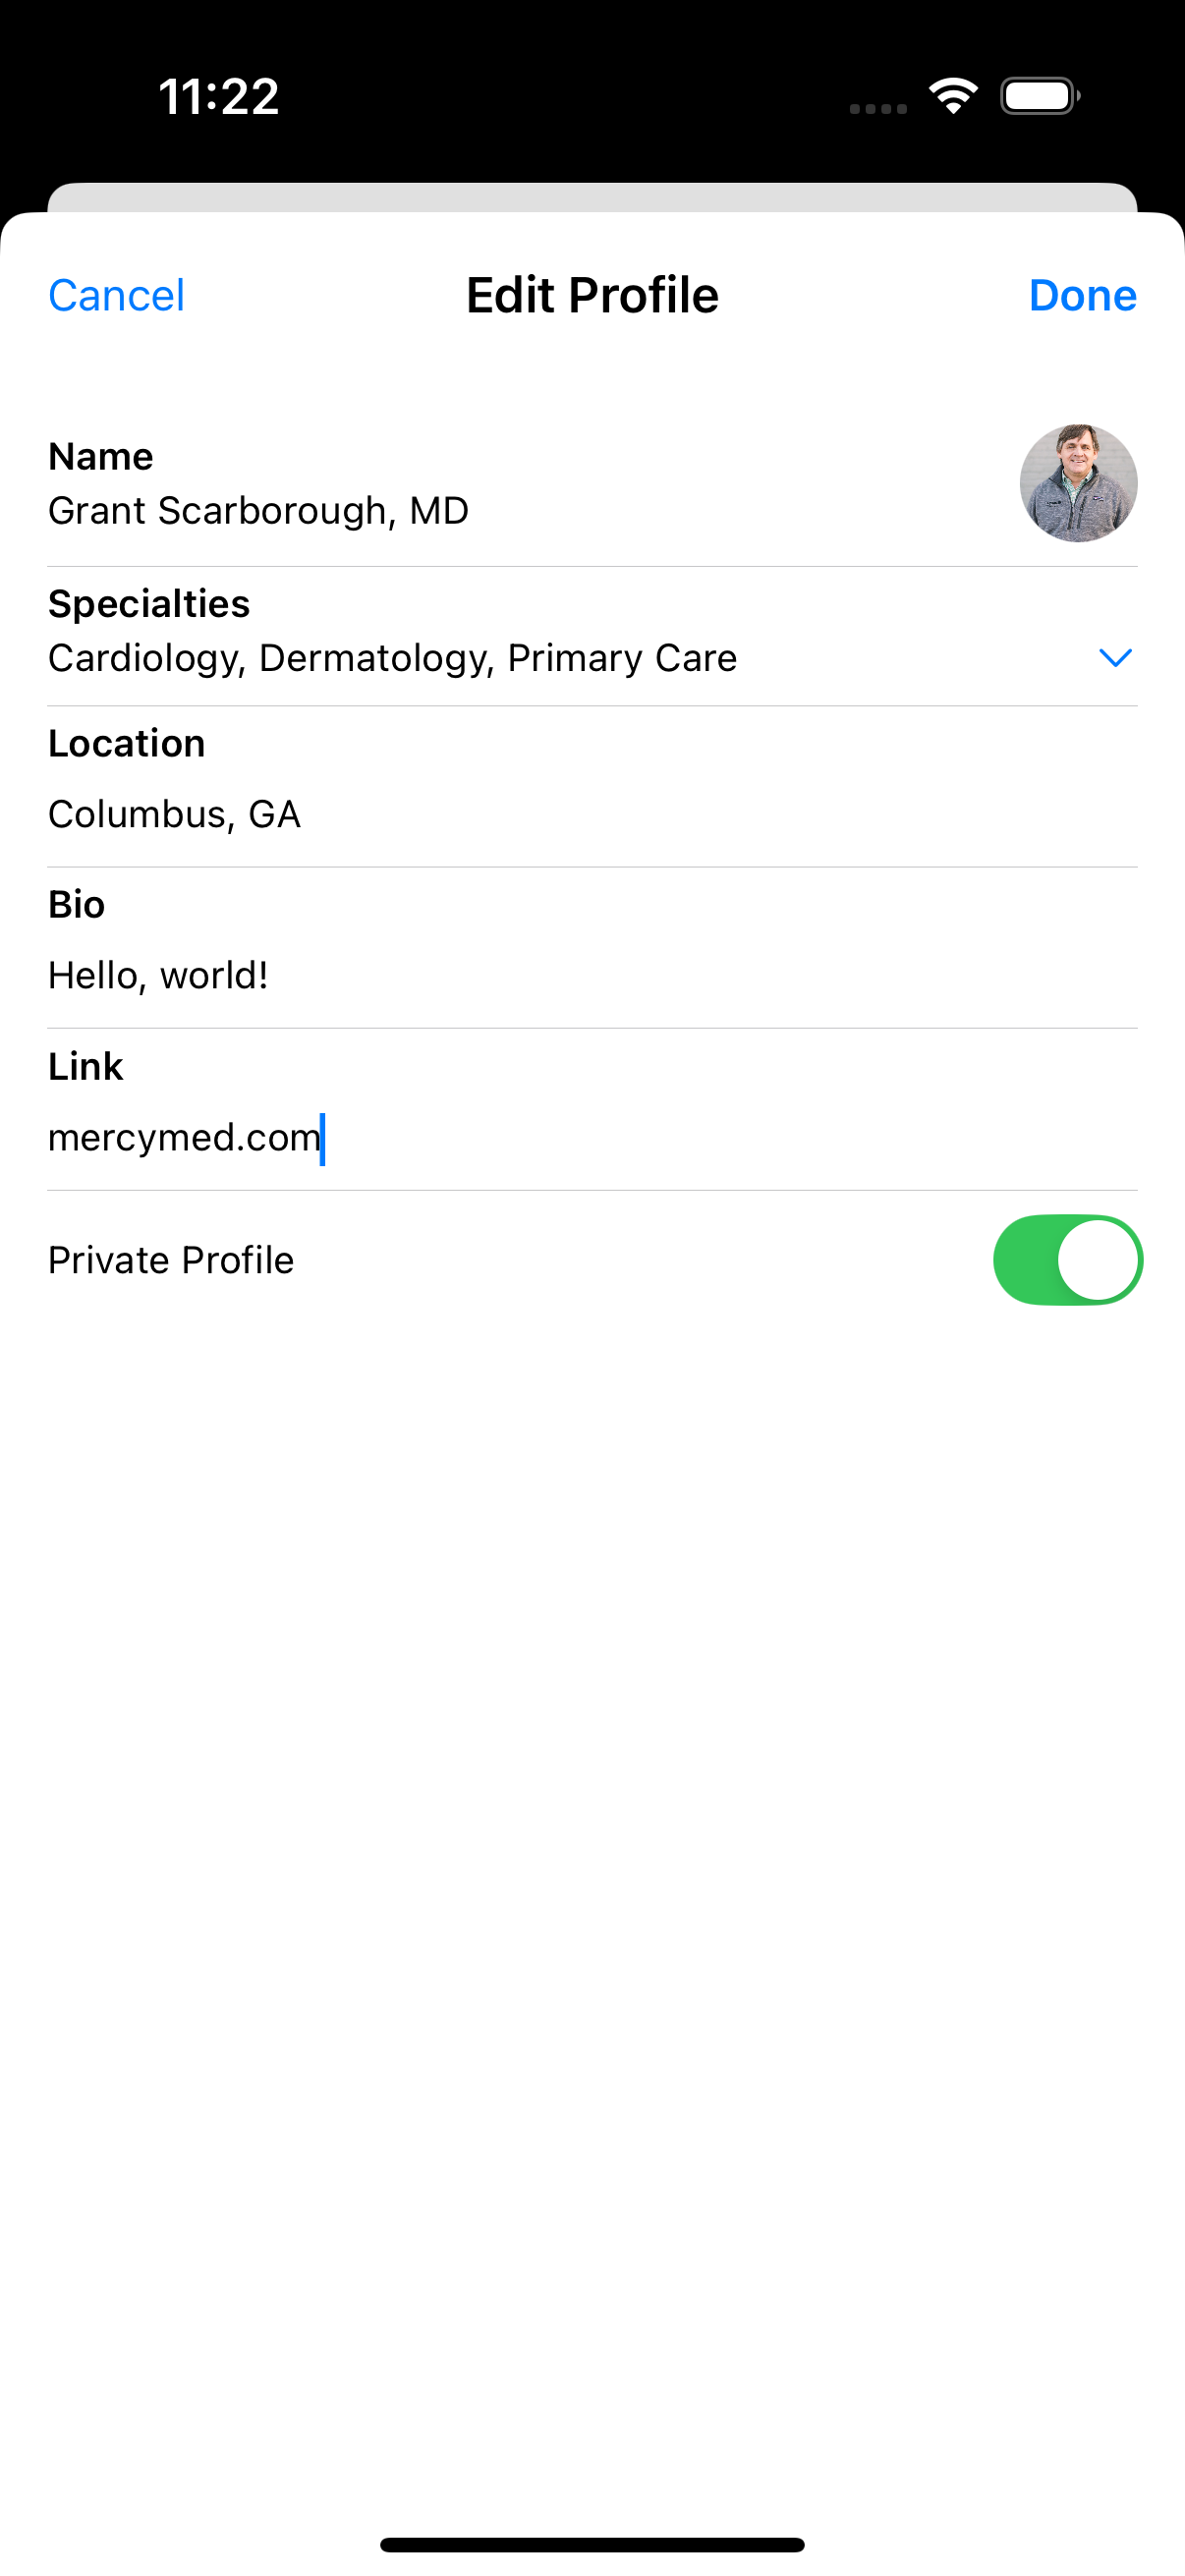 11:22
Cancel
Edit Profile
Done
Name
Grant Scarborough, MD
Specialties
Cardiology, Dermatology, Primary Care
Location
Columbus, GA
Bio
Hello, world!
Link
mercymed.com
Private Profile